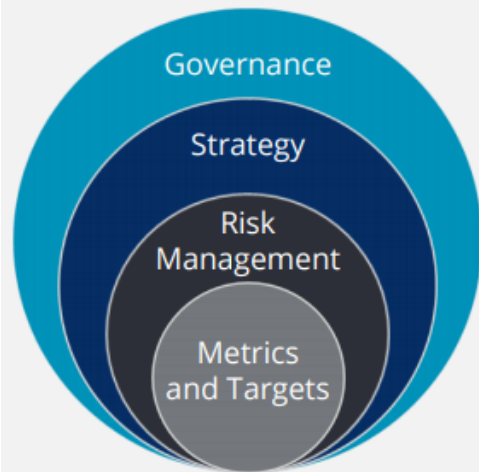 Governance
Strategy
Risk
Management
Metrics
and Targets